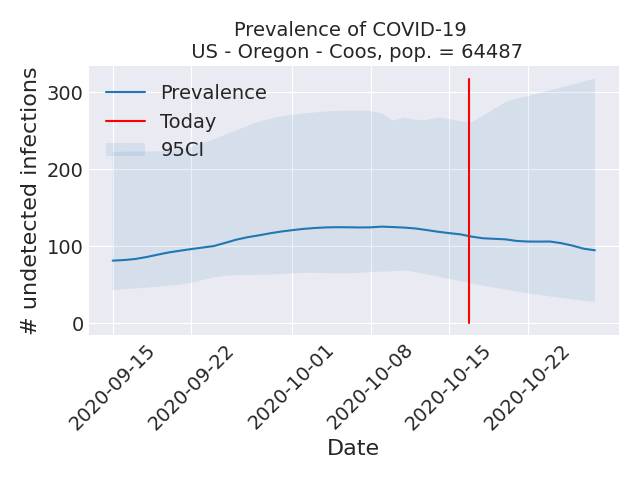 Prevalence of COVID-19
US - Oregon - Coos, pop. = 64487
# undetected infections
300
200
100
0
Prevalence
Today
95CI
2020-09-15
2020-09-22
2020-10-01
2020-10-08
2020-10-15
2020-10-22
Date